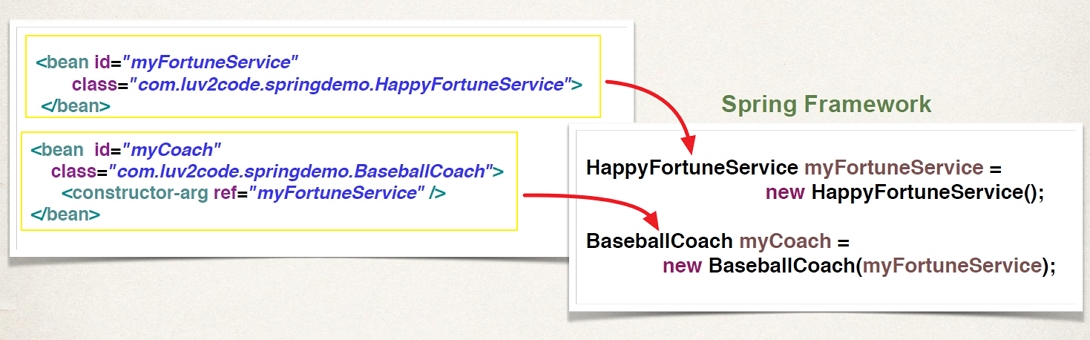 <bean id="myFortuneService"
class="com.luv2code.springdemo.HappyFortuneService">
</bean>
<bean id="myCoach"
class="com.luv2code.springdemo.BaseballCoach">
<constructor-arg ref="myFortuneService" />
</bean>
Spring Framework
HappyFortuneService myFortuneService =
new HappyFortuneService();
BaseballCoach myCoach =
new BaseballCoach(myFortuneService);